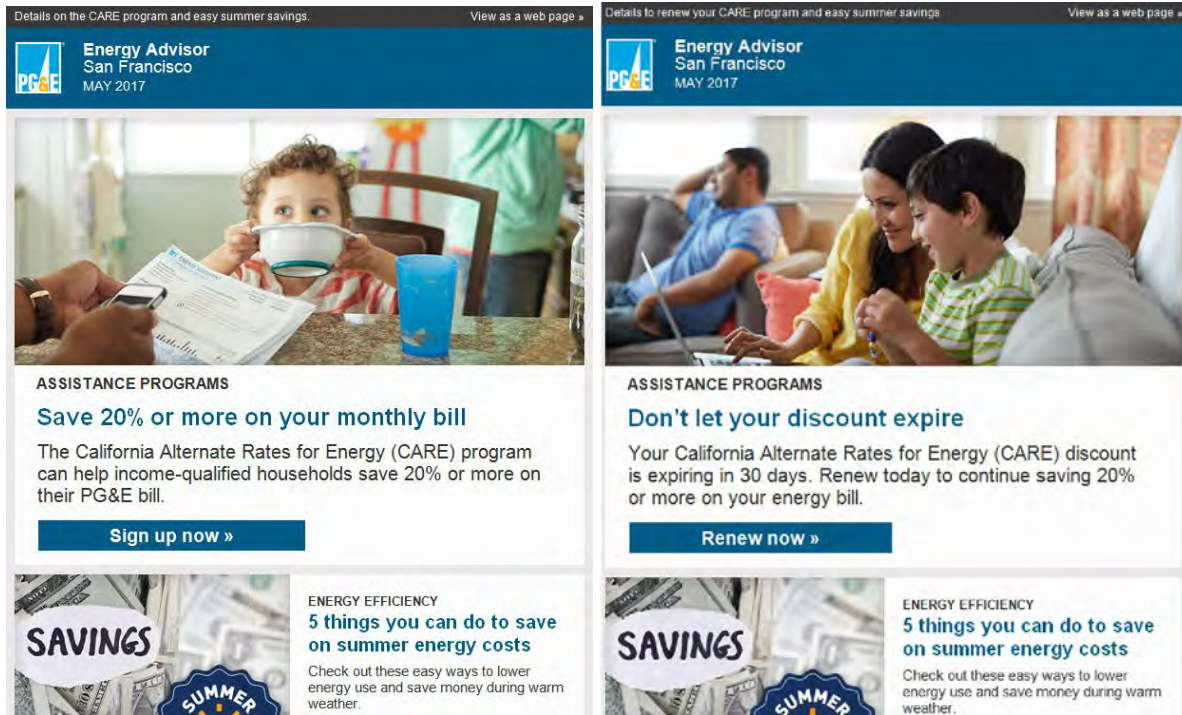 Details on the CARE program and easy summer savings.
View as a web page »
PG&E
Energy Advisor
San Francisco
MAY 2017
ASSISTANCE PROGRAMS
Save 20% or more on your monthly bill
The California Alternate Rates for Energy (CARE) program
can help income-qualified households save 20% or more on
their PG&E bill.
Sign up now »
SAVINGS
SUMMER
ENERGY EFFICIENCY
5 things you can do to save
on summer energy costs
Check out these easy ways to lower
energy use and save money during warm
weather.
Details to renew your CARE program and easy summer savings
View as a web page »
PG&E
Energy Advisor
San Francisco
MAY 2017
ASSISTANCE PROGRAMS
Don't let your discount expire
Your California Alternate Rates for Energy (CARE) discount
is expiring in 30 days. Renew today to continue saving 20%
or more on your energy bill.
Renew now »
SAVINGS
SUMMER
ENERGY EFFICIENCY
5 things you can do to save
on summer energy costs
Check out these easy ways to lower
energy use and save money during warm
weather.